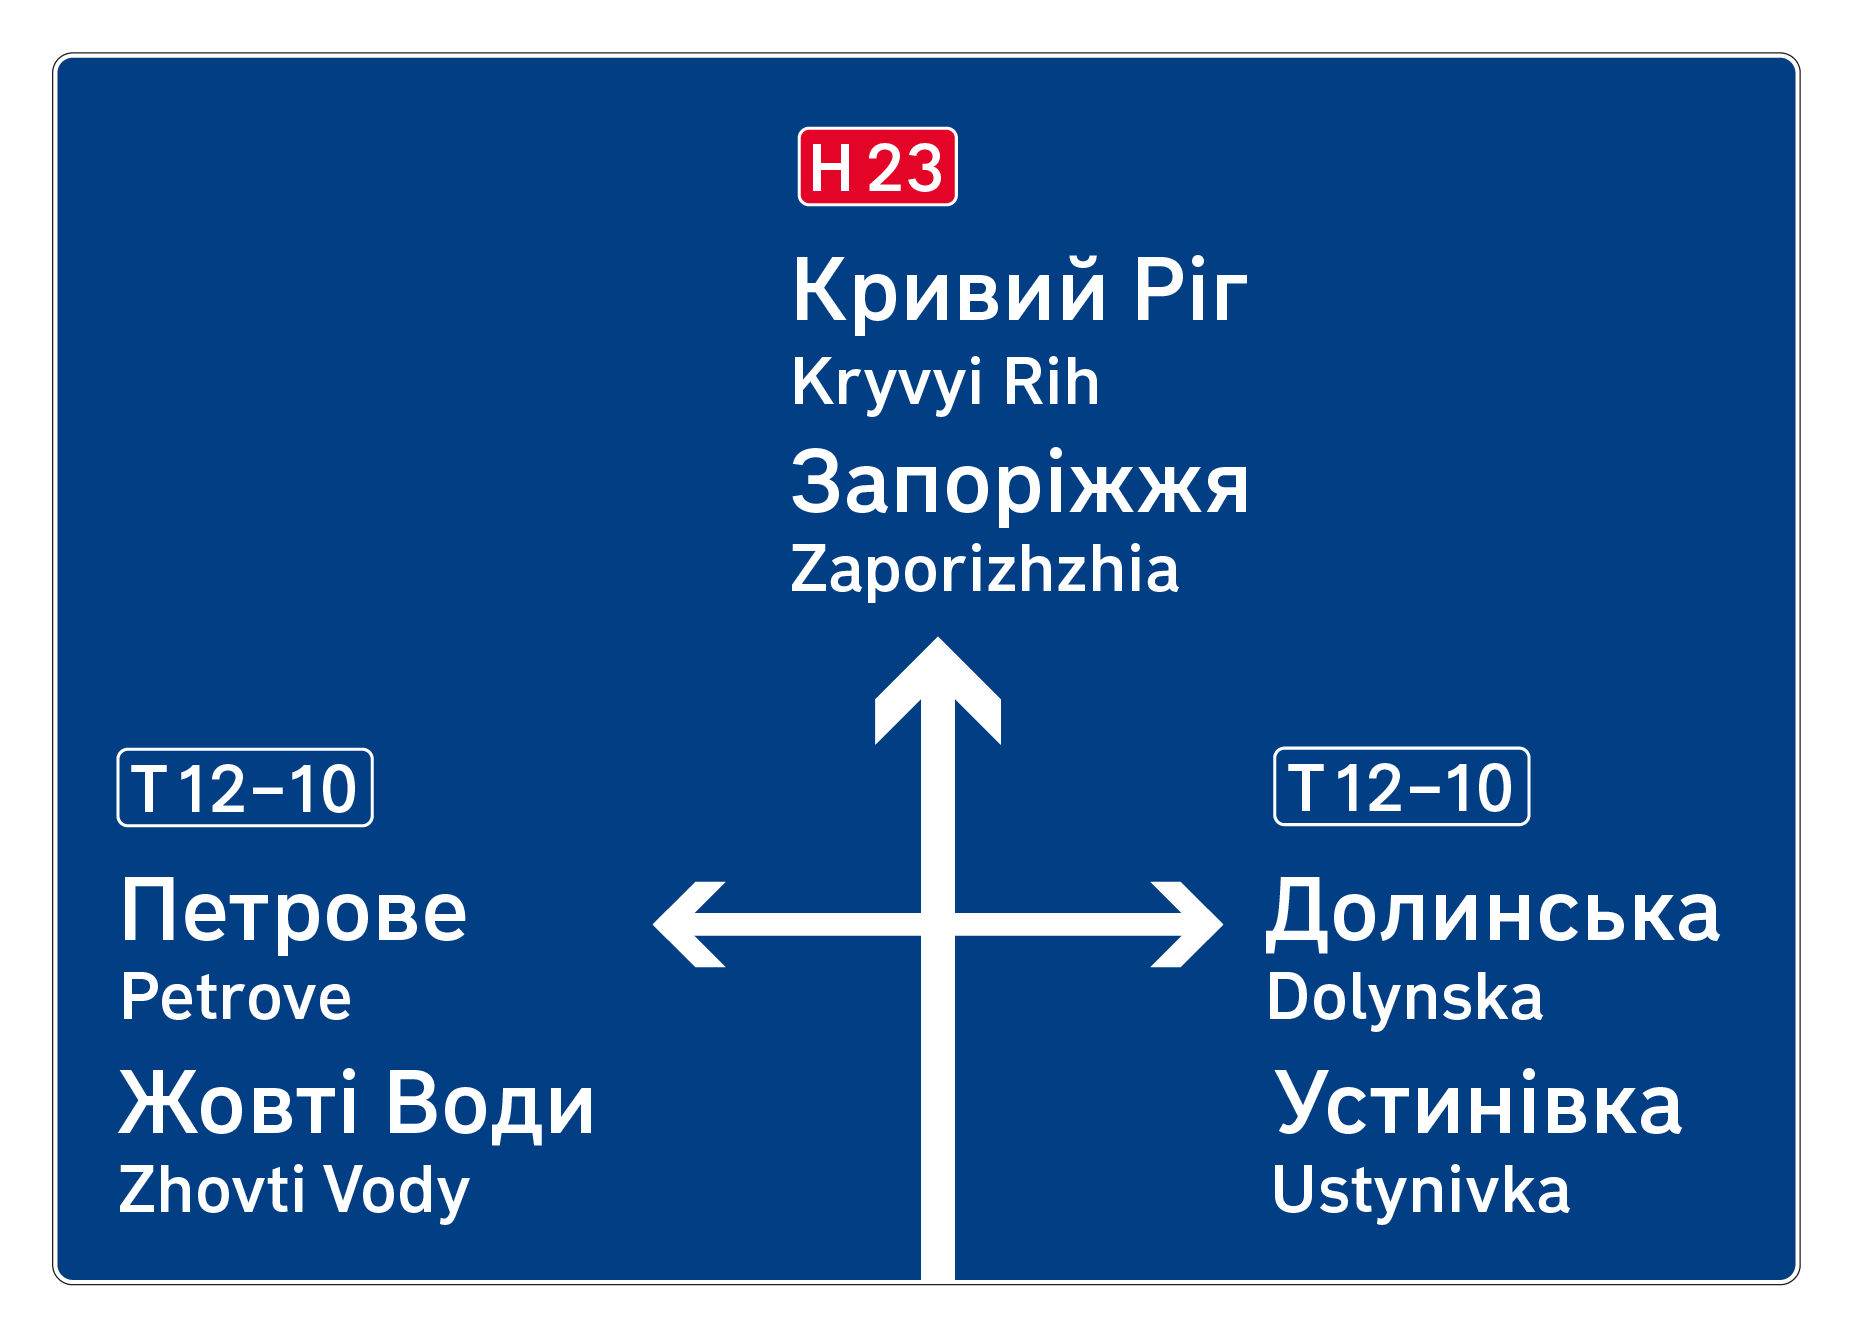 Н 23
Кривий Ріг
Kryvyi Rih
Запоріжжя
Zaporizhzhia
Т 12–10
Петрове
Petrove
Жовті Води
Zhovti Vody
Т 12–10
Долинська
Dolynska
Устинівка
Ustynivka